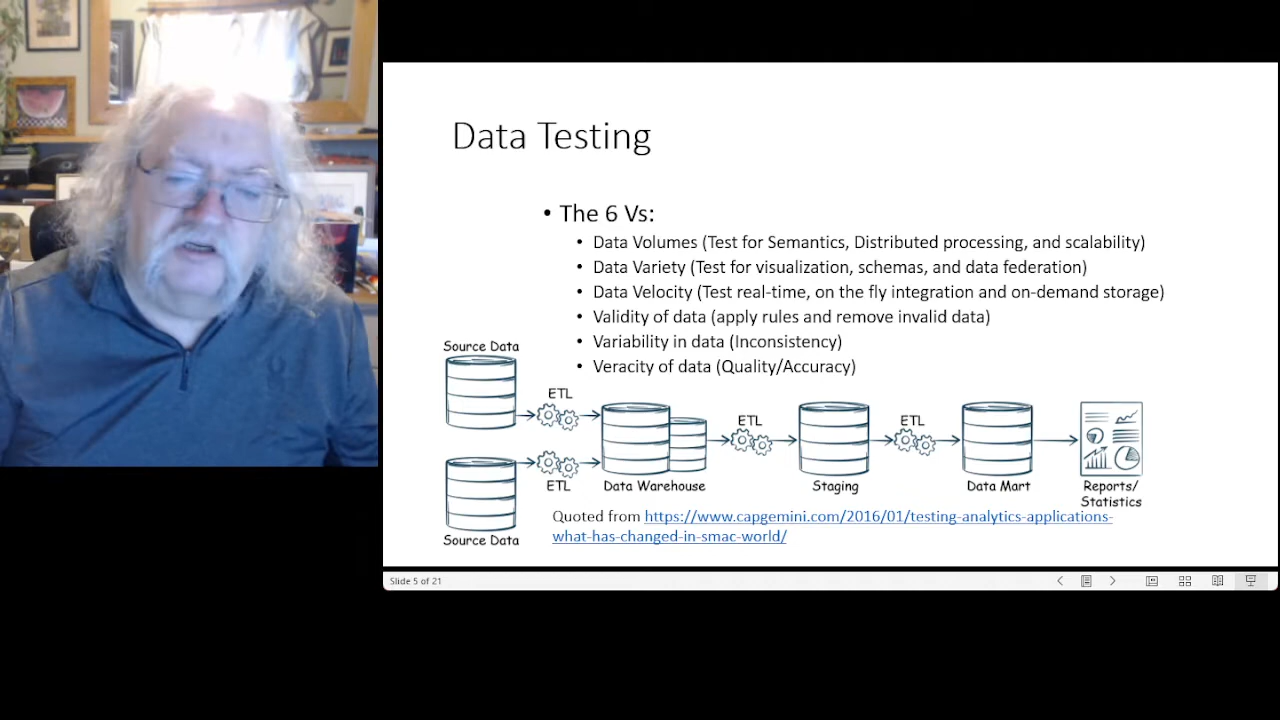 Data Testing
• The 6 Vs:
• Data Volumes (Test for Semantics, Distributed processing, and scalability)
• Data Variety (Test for visualization, schemas, and data federation)
• Data Velocity (Test real-time, on the fly integration and on-demand storage)
• Validity of data (apply rules and remove invalid data)
• Variability in data (Inconsistency)
• Veracity of data (Quality/Accuracy)
Source Data
ETL
ETL
ETL
ETL
Data Warehouse
Staging
Data Mart
Reports/
Statistics
Source Data
Quoted from https://www.capgemini.com/2016/01/testing-analytics-applications-
what-has-changed-in-smac-world/
Slide 5 of 21